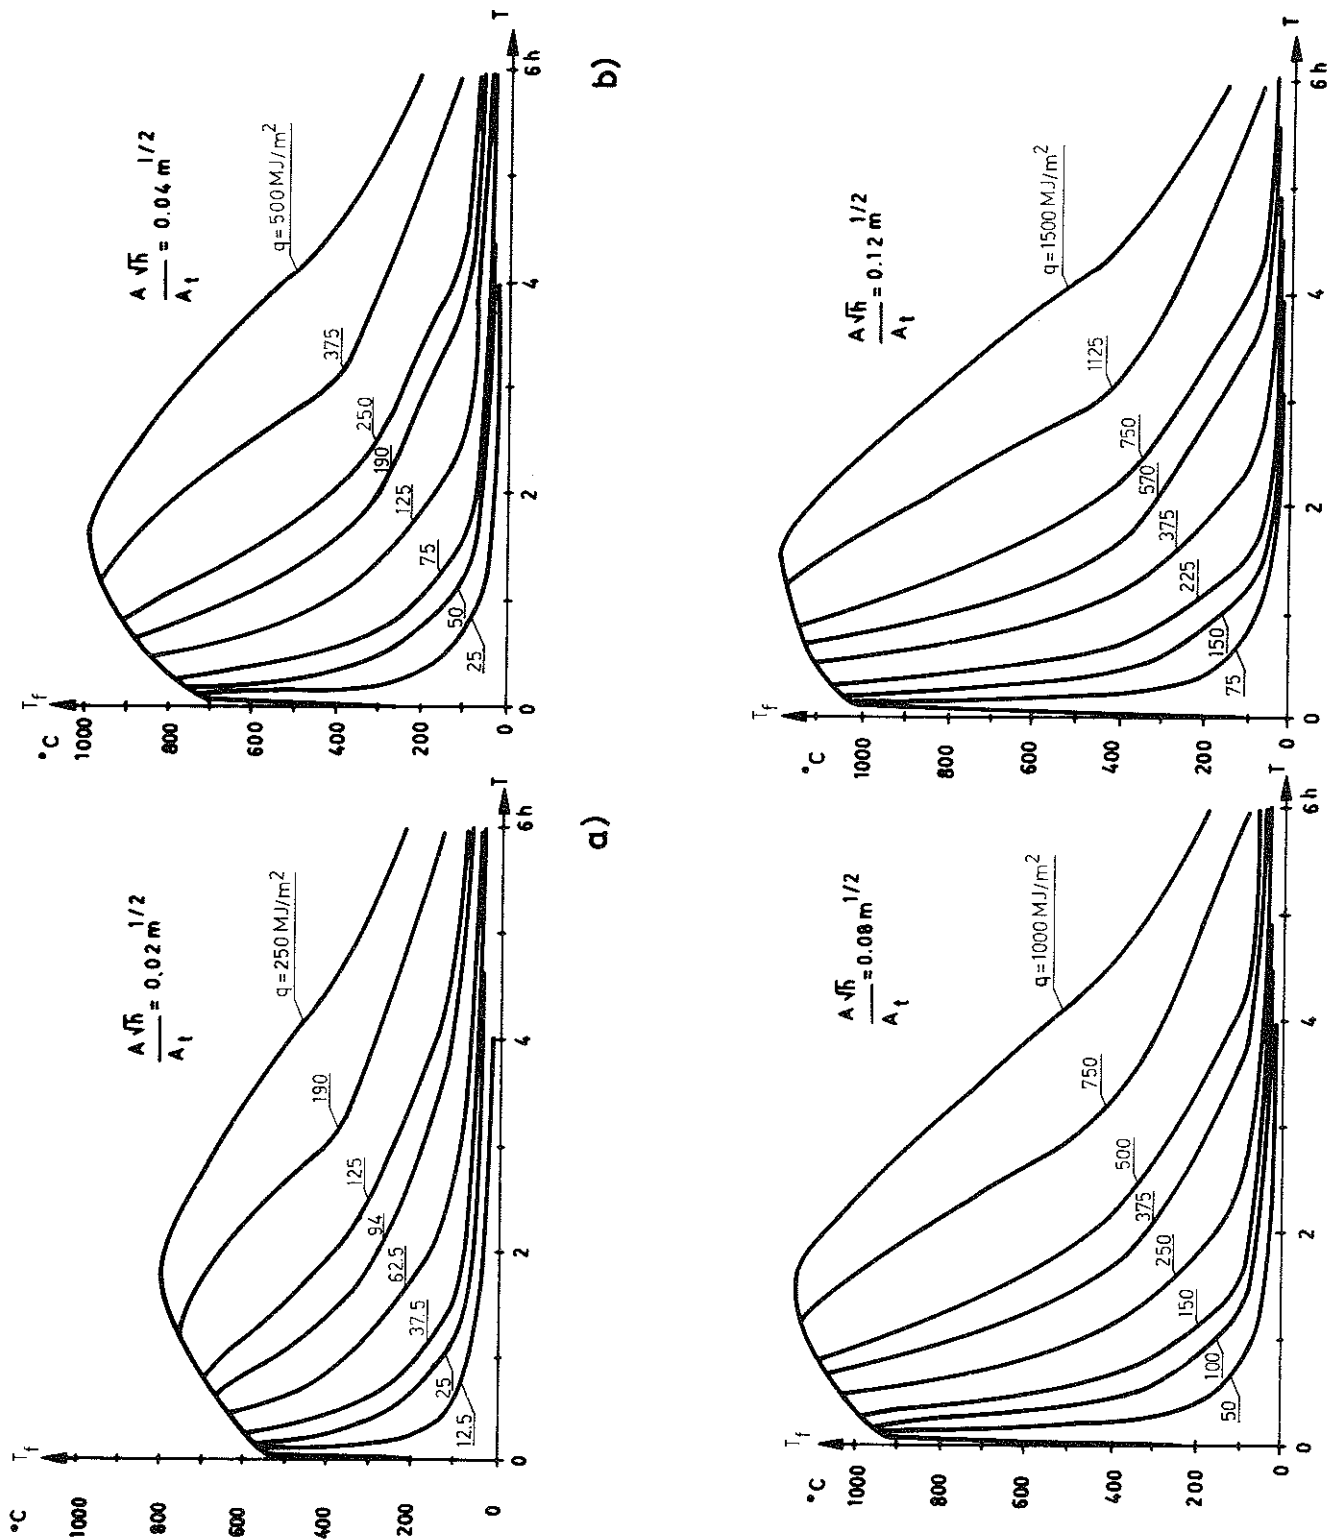 °C
T_f
1000
800
600
400
200
0
A√h / A_t = 0.02 m^1/2
q=250 MJ/m²
190
125
94
62.5
37.5
25
12.5
0
2
4
6 h
T
a)
°C
T_f
1000
800
600
400
200
0
A√h / A_t = 0.04 m^1/2
q=500 MJ/m²
375
250
190
125
75
50
25
0
2
4
6 h
T
b)
°C
T_f
1000
800
600
400
200
0
A√h / A_t = 0.08 m^1/2
q=1000 MJ/m²
750
500
375
250
150
100
50
0
2
4
6 h
T
°C
T_f
1000
800
600
400
200
0
A√h / A_t = 0.12 m^1/2
q=1500 MJ/m²
1125
750
570
375
225
150
75
0
2
4
6 h
T